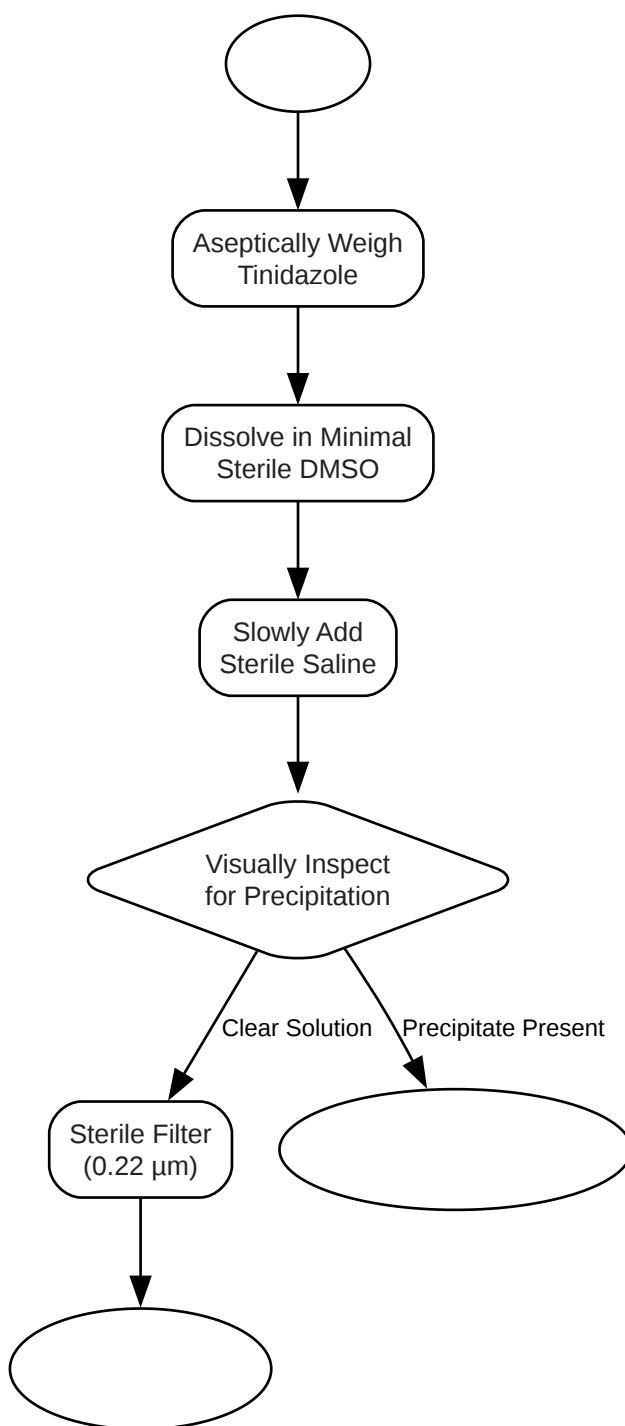 Aseptically Weigh
Tinidazole
Dissolve in Minimal
Sterile DMSO
Slowly Add
Sterile Saline
Visually Inspect
for Precipitation
Clear Solution
Precipitate Present
Sterile Filter
(0.22 µm)